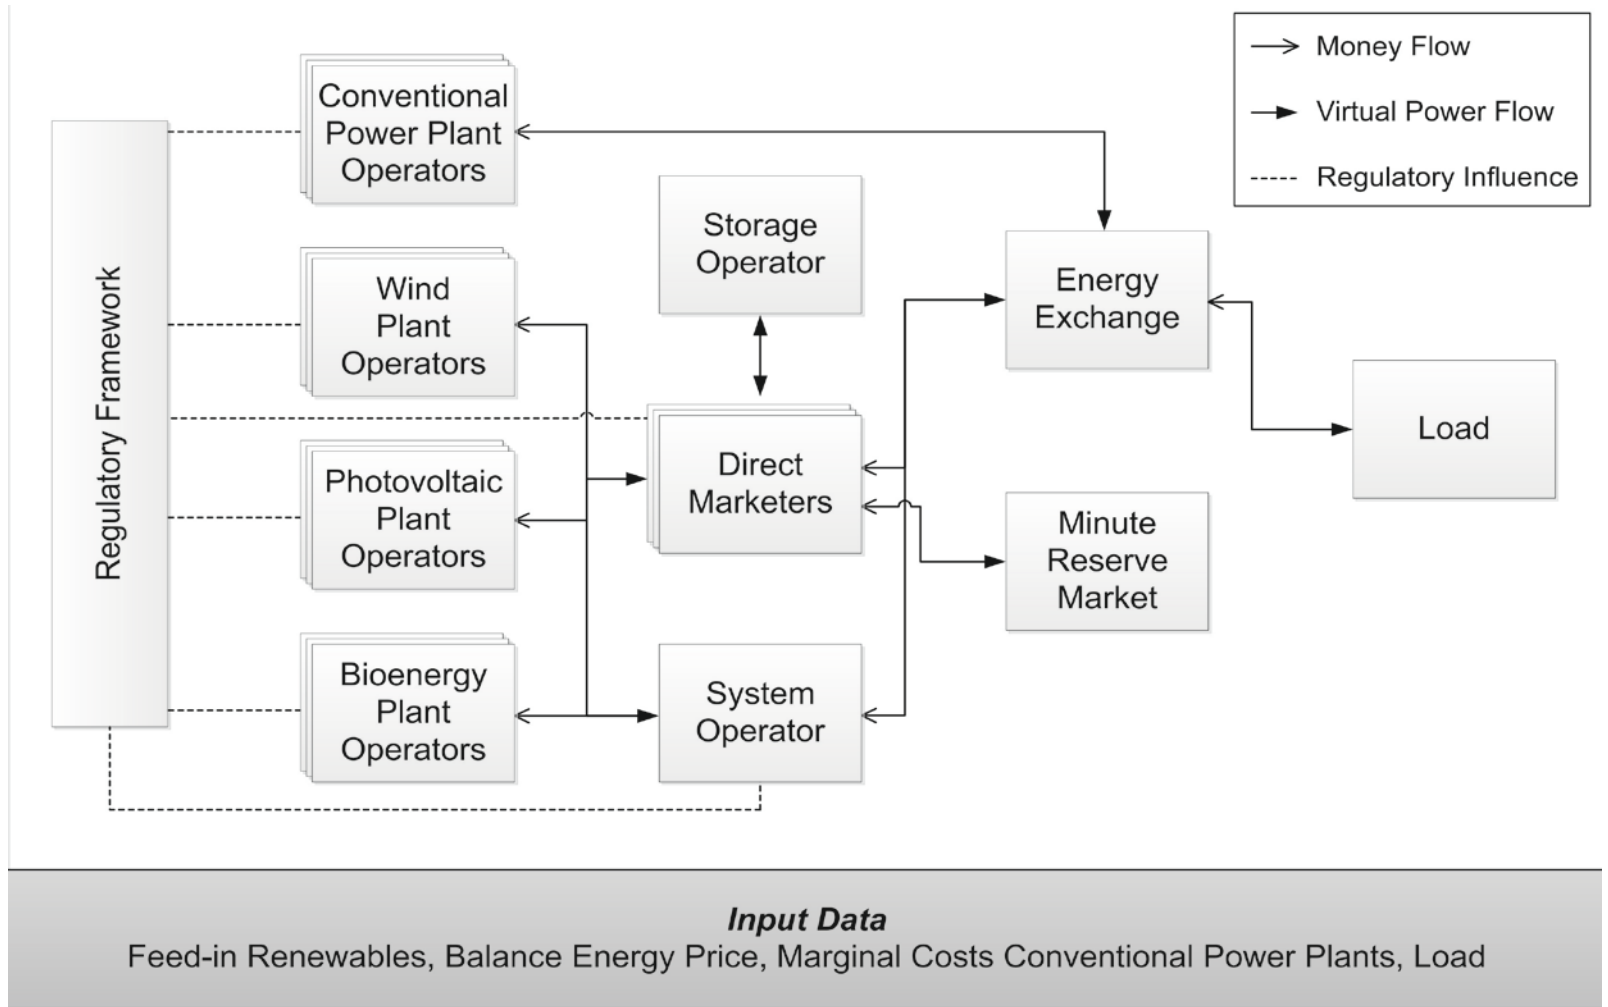 Money Flow
Virtual Power Flow
Regulatory Influence
Regulatory Framework
Conventional
Power Plant
Operators
Wind
Plant
Operators
Photovoltaic
Plant
Operators
Bioenergy
Plant
Operators
Storage
Operator
Direct
Marketers
System
Operator
Energy
Exchange
Minute
Reserve
Market
Load
Input Data
Feed-in Renewables, Balance Energy Price, Marginal Costs Conventional Power Plants, Load